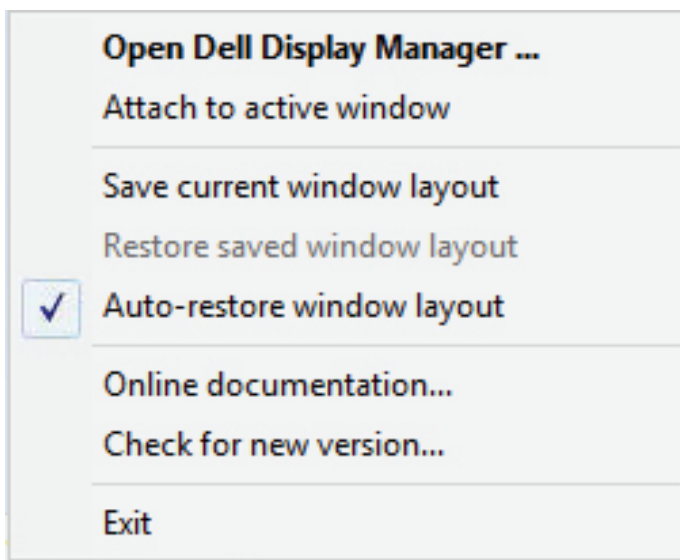 Open Dell Display Manager ...
Attach to active window
Save current window layout
Restore saved window layout
Auto-restore window layout
Online documentation...
Check for new version...
Exit